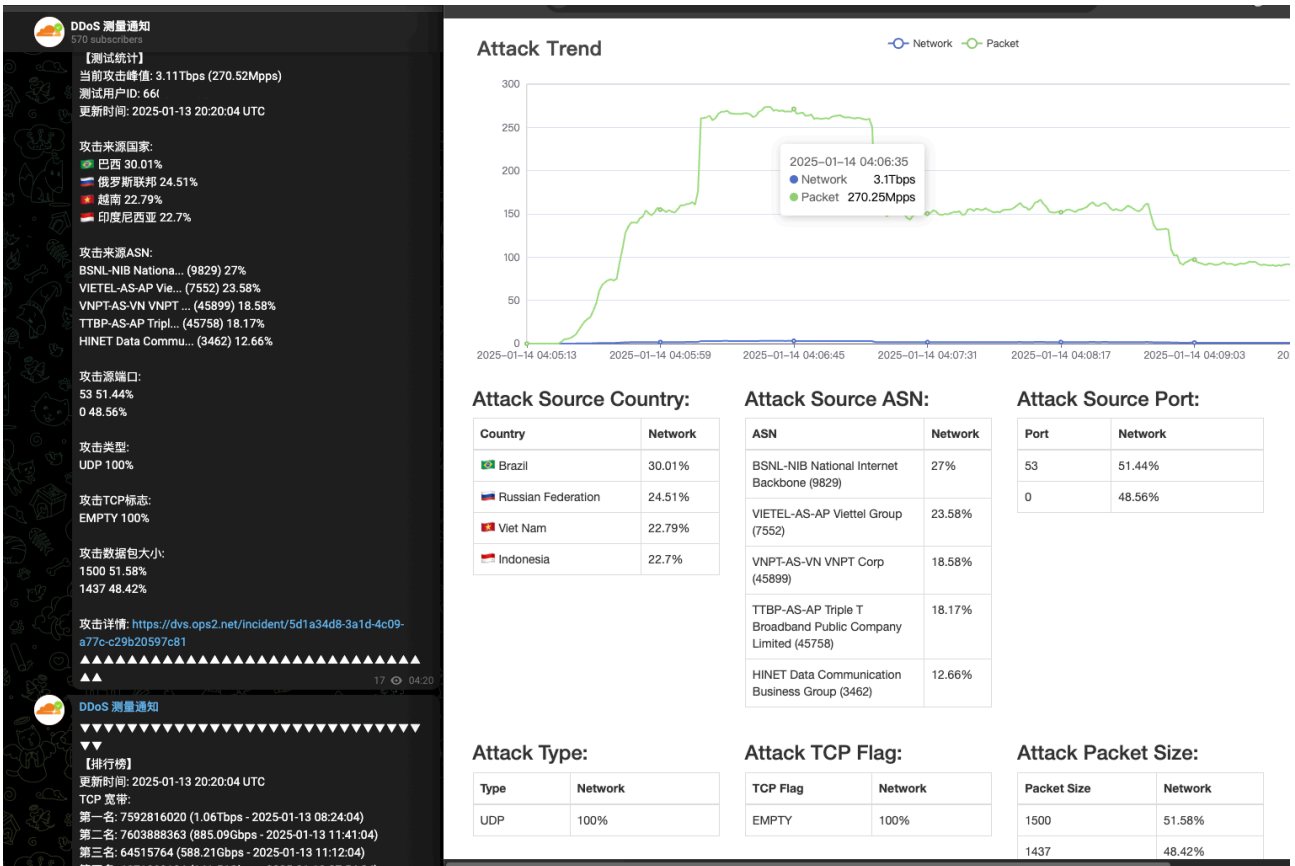 DDoS 测量通知
570 subscribers
【测试统计】
当前攻击峰值: 3.11Tbps (270.52Mpps)
测试用户ID: 660
更新时间: 2025-01-13 20:20:04 UTC
攻击来源国家:
🇧🇷 巴西 30.01%
🇷🇺 俄罗斯联邦 24.51%
🇻🇳 越南 22.79%
🇮🇩 印度尼西亚 22.7%
攻击来源ASN:
BSNL-NIB Nationa... (9829) 27%
VIETEL-AS-AP Vie... (7552) 23.58%
VNPT-AS-VN VNPT ... (45899) 18.58%
TTBP-AS-AP Tripl... (45758) 18.17%
HINET Data Commu... (3462) 12.66%
攻击源端口:
53 51.44%
0 48.56%
攻击类型:
UDP 100%
攻击TCP标志:
EMPTY 100%
攻击数据包大小:
1500 51.58%
1437 48.42%
攻击详情: https://dvs.ops2.net/incident/5d1a34d8-3a1d-4c09-
a77c-c29b20597c81
▲▲▲▲▲▲▲▲▲▲▲▲▲▲▲▲▲▲▲▲▲▲▲▲▲▲▲▲▲
▲▲
17 04:20
DDoS 测量通知
▼▼▼▼▼▼▼▼▼▼▼▼▼▼▼▼▼▼▼▼▼▼▼▼▼▼▼▼▼
▼▼
【排行榜】
更新时间: 2025-01-13 20:20:04 UTC
TCP 宽带:
第一名: 7592816020 (1.06Tbps - 2025-01-13 08:24:04)
第二名: 7603888363 (885.09Gbps - 2025-01-13 11:41:04)
第三名: 64515764 (588.21Gbps - 2025-01-13 11:12:04)
Attack Trend
Network Packet
300
250
200
150
100
50
0
2025-01-14 04:06:35
Network 3.1Tbps
Packet 270.25Mpps
2025-01-14 04:05:13 2025-01-14 04:05:59 2025-01-14 04:06:45 2025-01-14 04:07:31 2025-01-14 04:08:17 2025-01-14 04:09:03 20
Attack Source Country:
Country Network
Brazil 30.01%
Russian Federation 24.51%
Viet Nam 22.79%
Indonesia 22.7%
Attack Source ASN:
ASN Network
BSNL-NIB National Internet 27%
Backbone (9829)
VIETEL-AS-AP Viettel Group 23.58%
(7552)
VNPT-AS-VN VNPT Corp 18.58%
(45899)
TTBP-AS-AP Triple T 18.17%
Broadband Public Company
Limited (45758)
HINET Data Communication 12.66%
Business Group (3462)
Attack Source Port:
Port Network
53 51.44%
0 48.56%
Attack Type:
Type Network
UDP 100%
Attack TCP Flag:
TCP Flag Network
EMPTY 100%
Attack Packet Size:
Packet Size Network
1500 51.58%
1437 48.42%